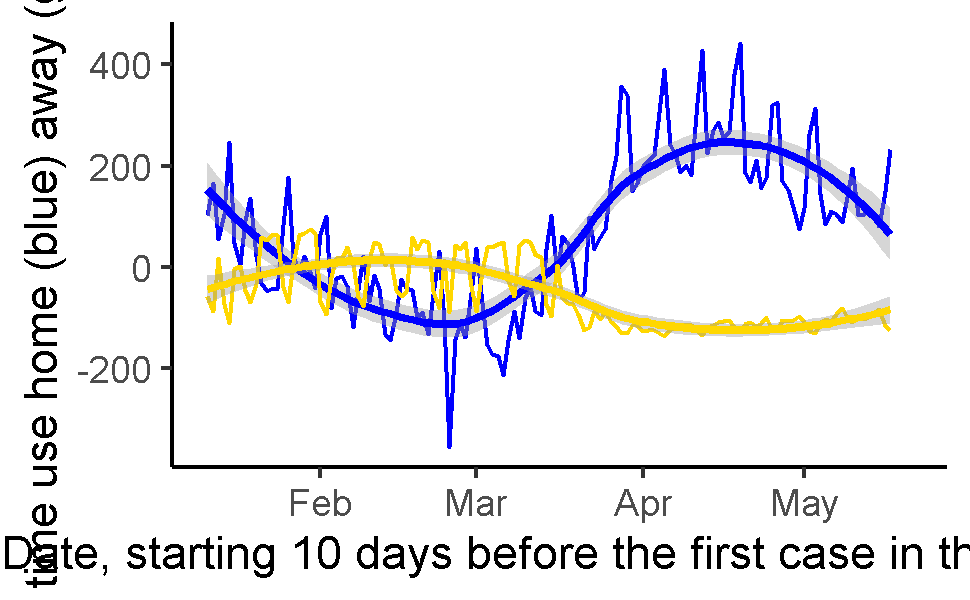 time use home (blue) away (
400
200
0
-200
Feb Mar Apr May
Date, starting 10 days before the first case in th